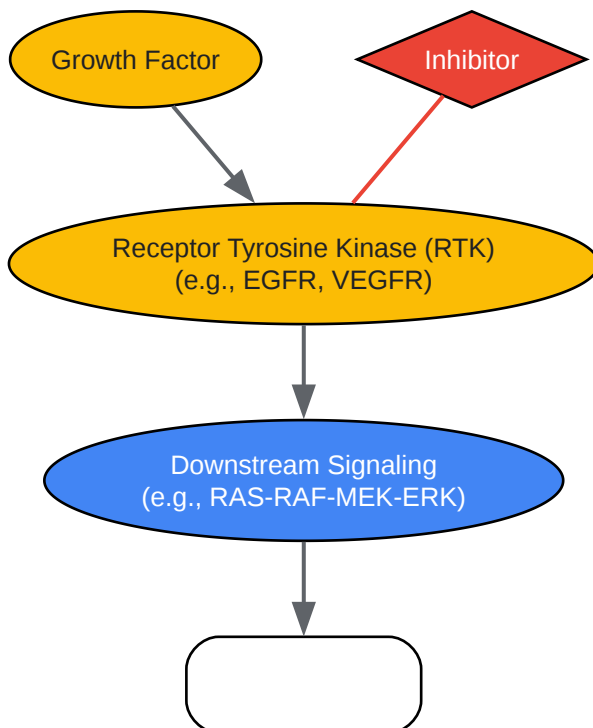 Growth Factor
Inhibitor
Receptor Tyrosine Kinase (RTK)
(e.g., EGFR, VEGFR)
Downstream Signaling
(e.g., RAS-RAF-MEK-ERK)